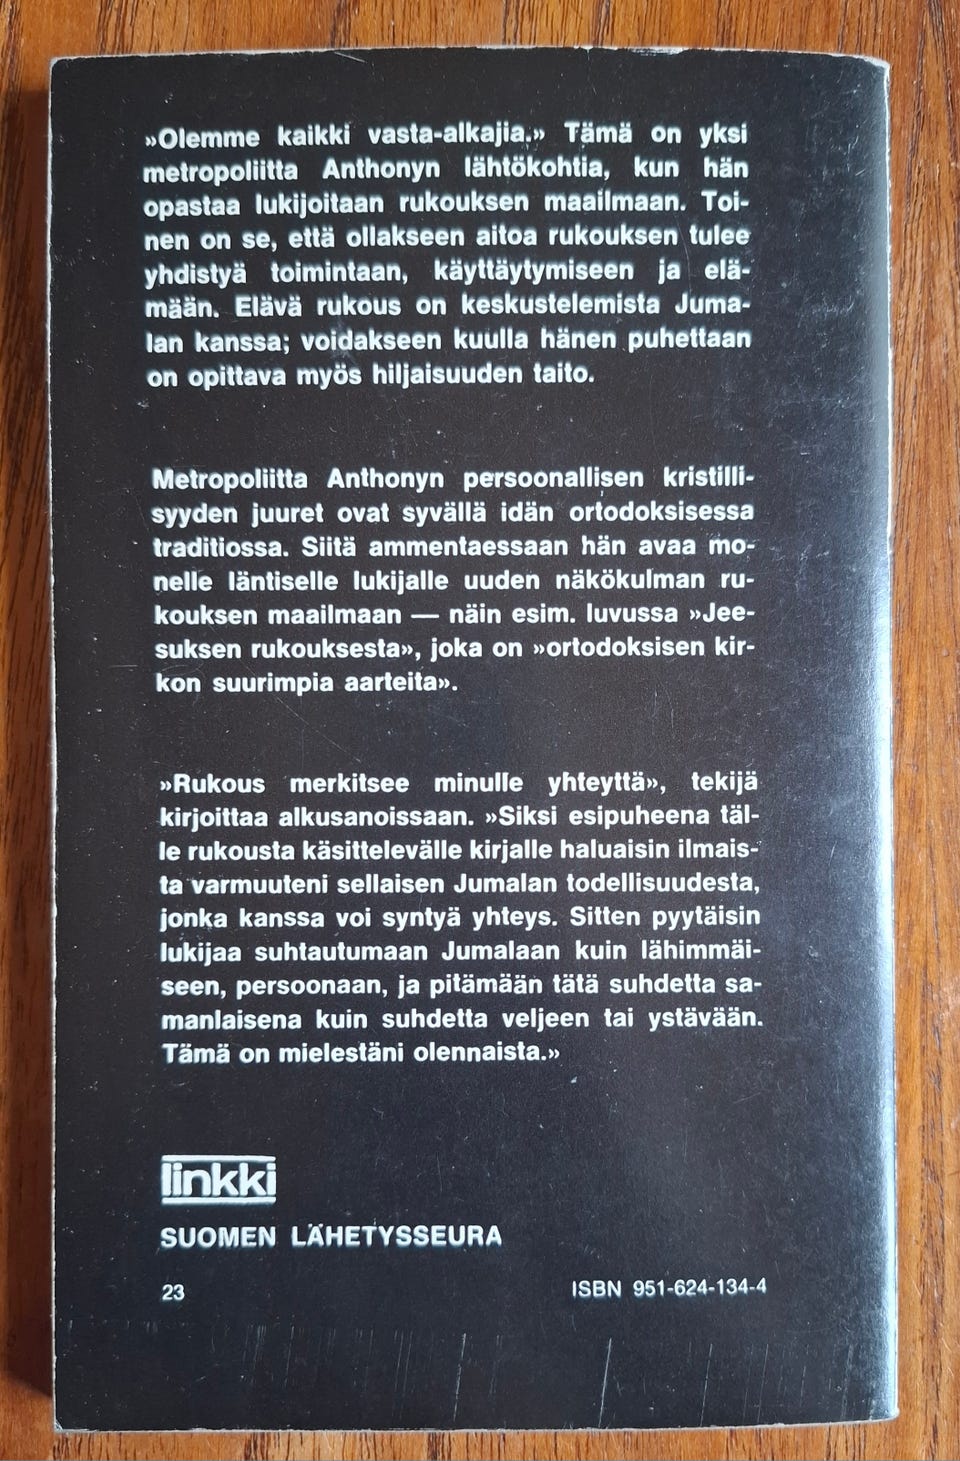 »Olemme kaikki vasta-alkajia.» Tämä on yksi
metropoliitta Anthonyn lähtökohtia, kun hän
opastaa lukijoitaan rukouksen maailmaan. Toi-
nen on se, että ollakseen aitoa rukouksen tulee
yhdistyä toimintaan, käyttäytymiseen ja elä-
mään. Elävä rukous on keskustelemista Juma-
lan kanssa; voidakseen kuulla hänen puhettaan
on opittava myös hiljaisuuden taito.
Metropoliitta Anthonyn persoonallisen kristilli-
syyden juuret ovat syvällä idän ortodoksisessa
traditiossa. Siitä ammentaessaan hän avaa mo-
nelle läntiselle lukijalle uuden näkökulman ru-
kouksen maailmaan — näin esim. luvussa »Jee-
suksen rukouksesta», joka on »ortodoksisen kir-
kon suurimpia aarteita».
»Rukous merkitsee minulle yhteyttä», tekijä
kirjoittaa alkusanoissaan. »Siksi esipuheena täl-
le rukousta käsittelevälle kirjalle haluaisin ilmais-
ta varmuuteni sellaisen Jumalan todellisuudesta,
jonka kanssa voi syntyä yhteys. Sitten pyytäisin
lukijaa suhtautumaan Jumalaan kuin lähimmäi-
seen, persoonaan, ja pitämään tätä suhdetta sa-
manlaisena kuin suhdetta veljeen tai ystävään.
Tämä on mielestäni olennaista.»
linkki
SUOMEN LÄHETYSSEURA
23 ISBN 951-624-134-4